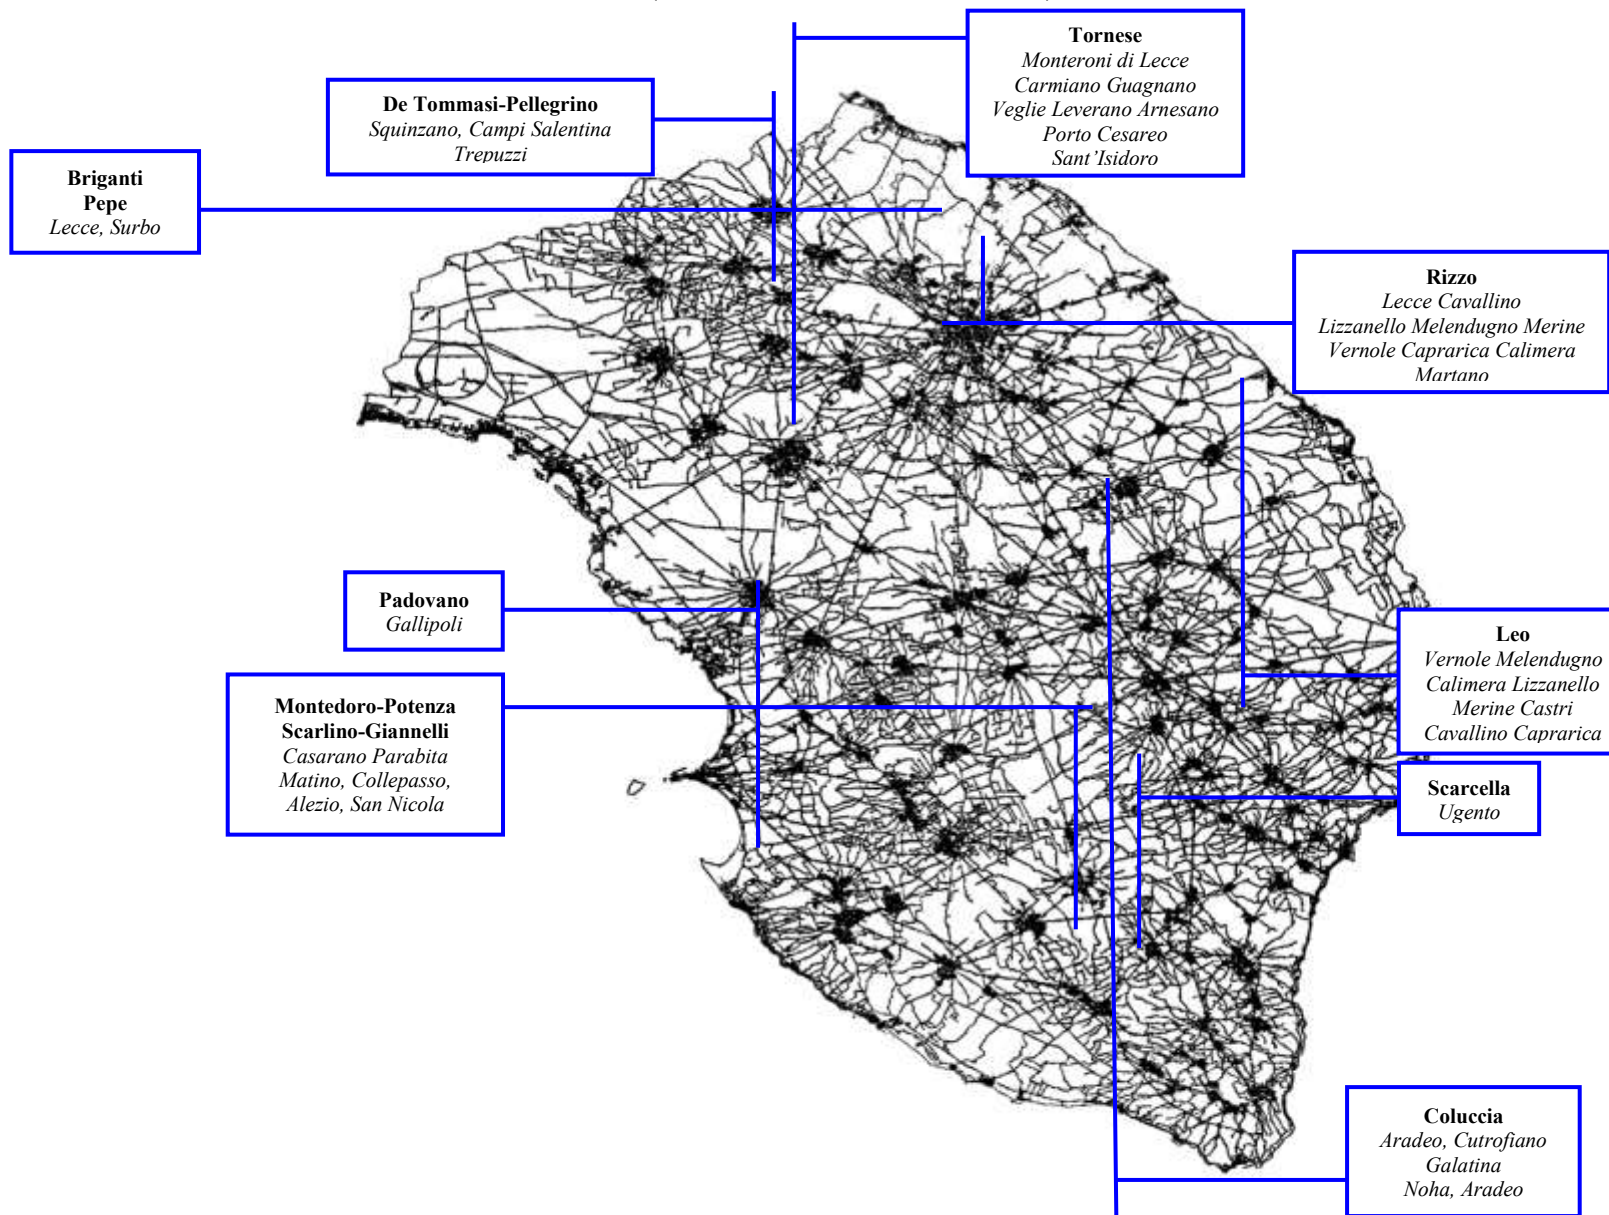 Tornese
Monteroni di Lecce
Carmiano Guagnano
Veglie Leverano Arnesano
Porto Cesareo
Sant'Isidoro
De Tommasi-Pellegrino
Squinzano, Campi Salentina
Trepuzzi
Briganti
Pepe
Lecce, Surbo
Rizzo
Lecce Cavallino
Lizzanello Melendugno Merine
Vernole Caprarica Calimera
Martano
Padovano
Gallipoli
Leo
Vernole Melendugno
Calimera Lizzanello
Merine Castri
Cavallino Caprarica
Montedoro-Potenza
Scarlino-Giannelli
Casarano Parabita
Matino, Collepasso,
Alezio, San Nicola
Scarcella
Ugento
Coluccia
Aradeo, Cutrofiano
Galatina
Noha, Aradeo